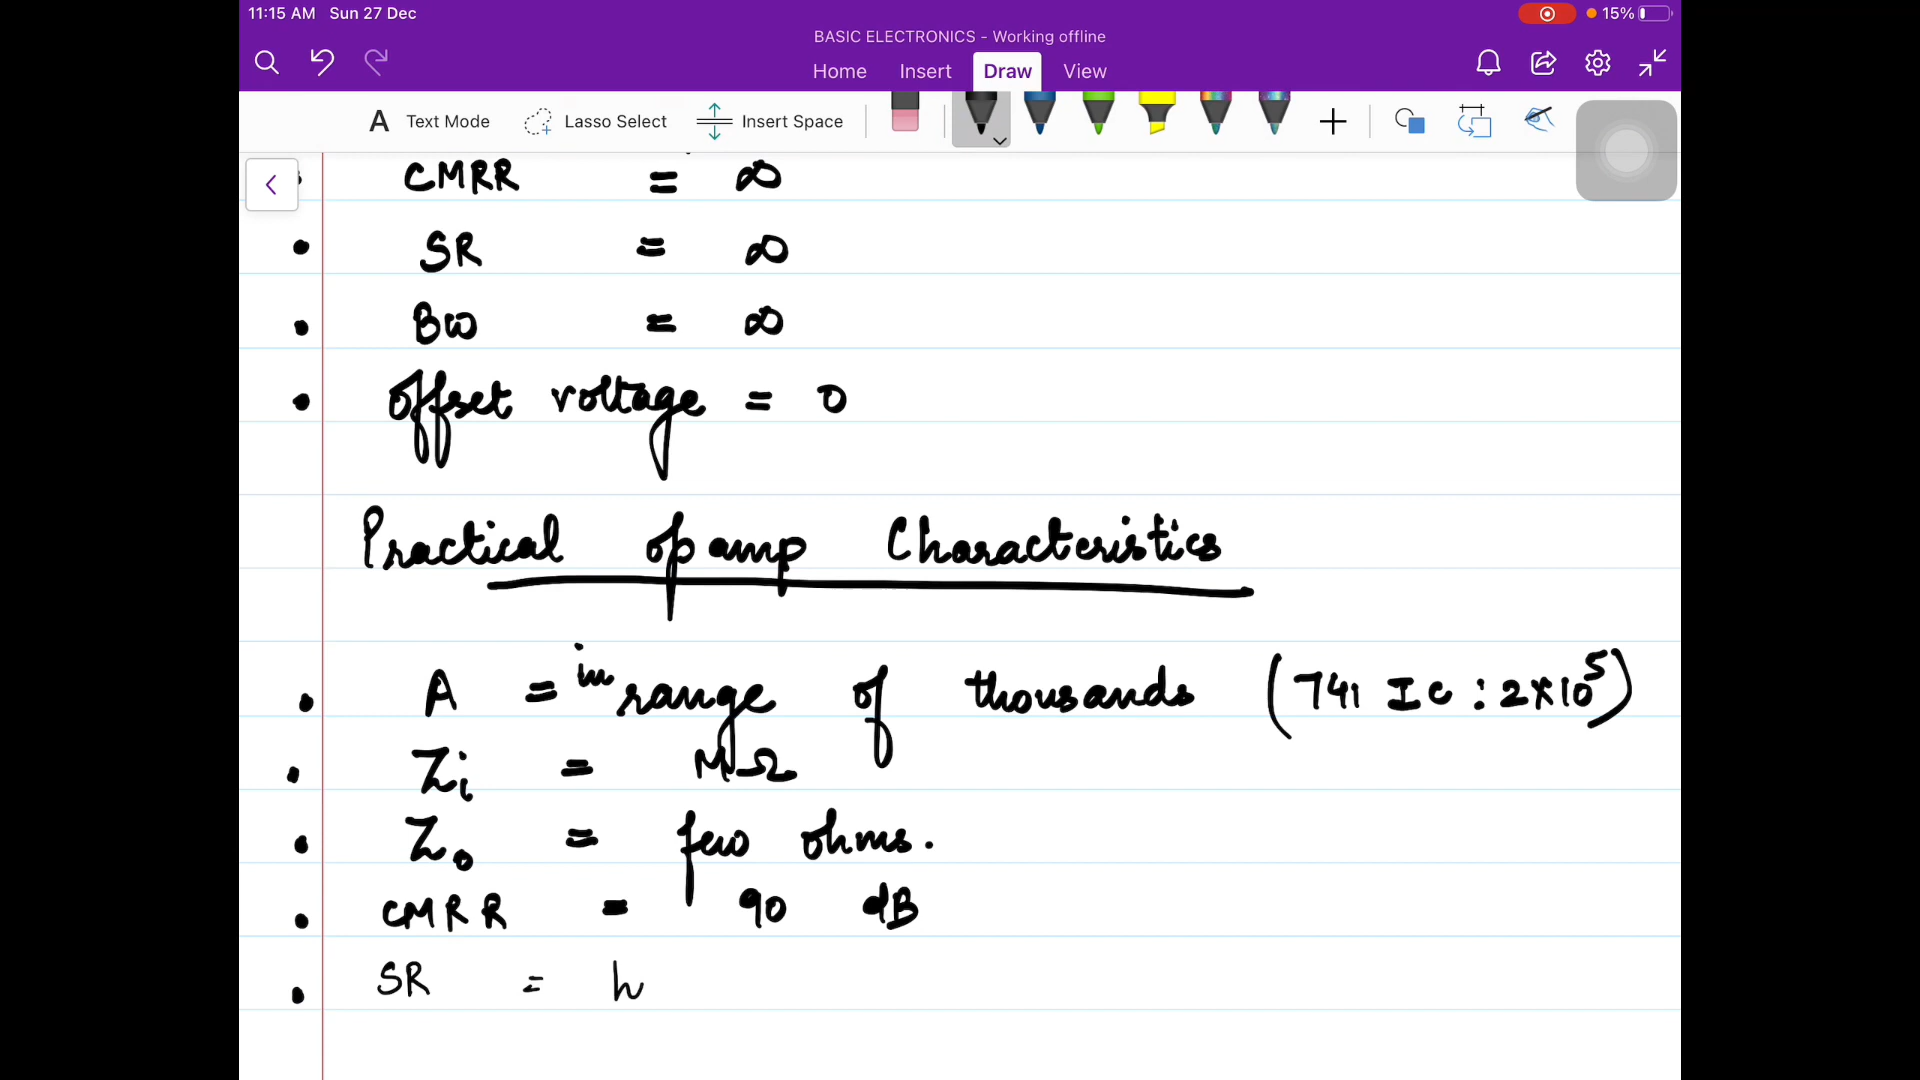 11:15 AM Sun 27 Dec
15%
BASIC ELECTRONICS - Working offline
Home Insert Draw View
Text Mode Lasso Select Insert Space
CMRR = ∞
• SR = ∞
• BW = ∞
• Offset voltage = 0
Practical op amp Characteristics
• A = in range of thousands (741 IC : 2×10⁵)
• Zi = MΩ
• Zo = few ohms.
• CMRR = 90 dB
• SR = h